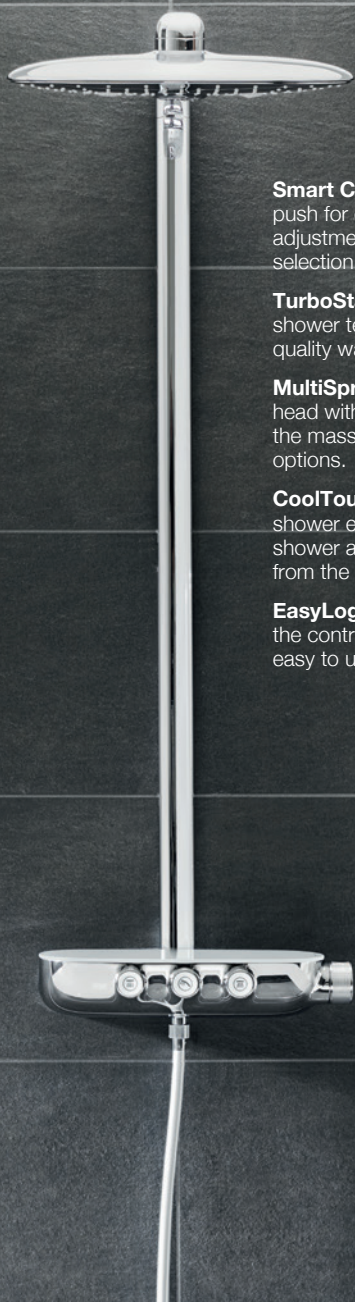 Smart C
push for
adjustme
selection
TurboSta
shower te
quality wa
MultiSpr
head with
the mass
options.
CoolTou
shower e
shower a
from the
EasyLog
the contr
easy to u